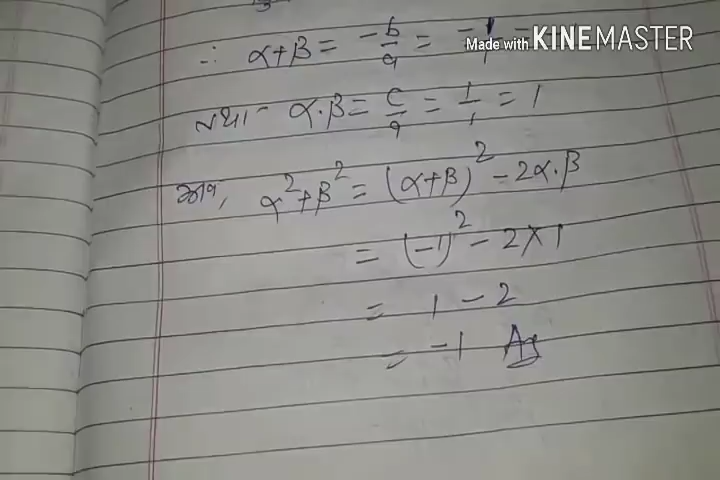 ∴ α+β = -b/a = -1/1 =
Made with KINEMASTER
तथा- α.β = c/a = 1/1 = 1
अब, α²+β² = (α+β)² - 2α.β
= (-1)² - 2×1
= 1 - 2
= -1 Ans